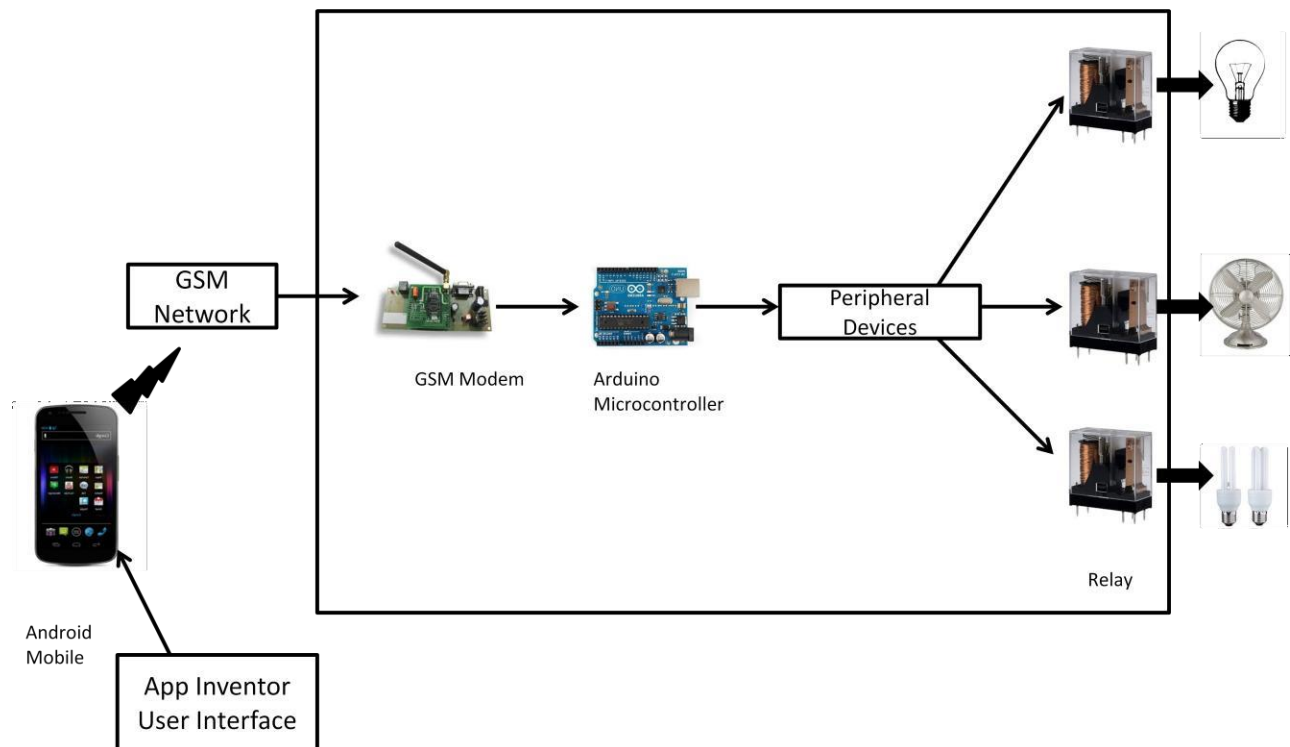 GSM
Network
GSM Modem
Arduino
Microcontroller
Peripheral
Devices
Relay
Android
Mobile
App Inventor
User Interface